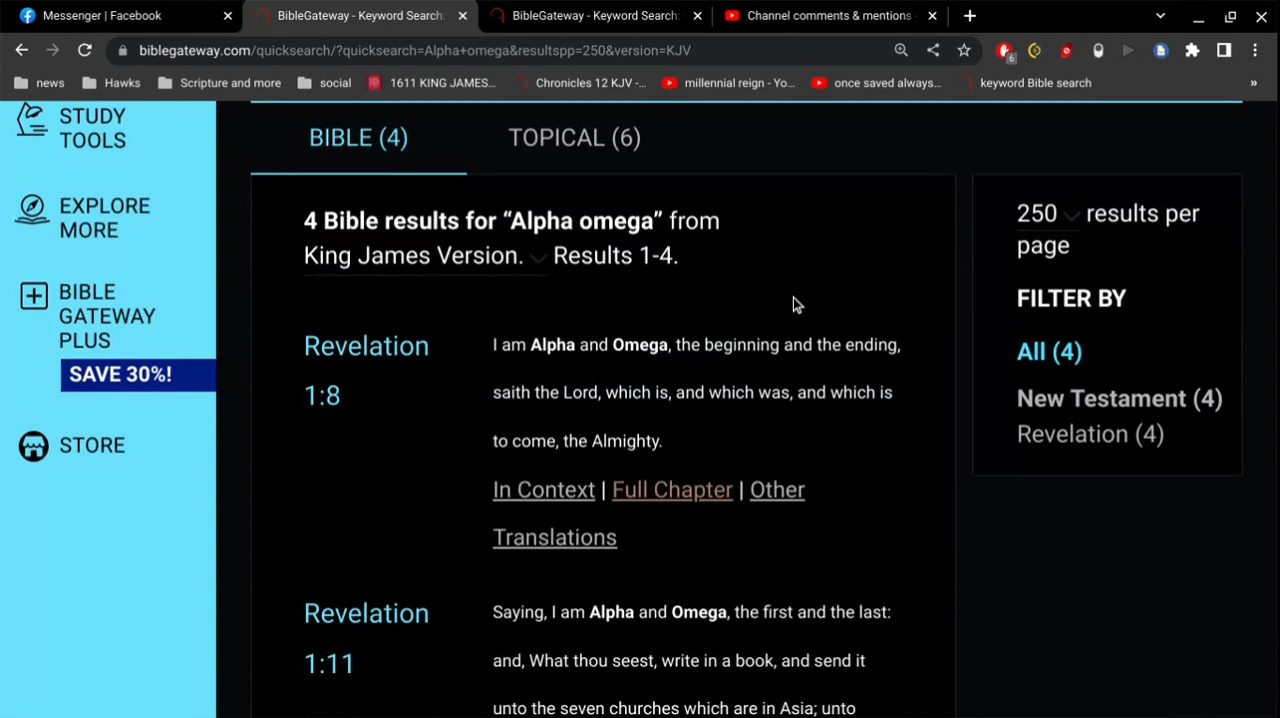 Messenger | Facebook
BibleGateway - Keyword Search:
BibleGateway - Keyword Search:
Channel comments & mentions -
biblegateway.com/quicksearch/?quicksearch=Alpha+omega&resultspp=250&version=KJV
6
news
Hawks
Scripture and more
social
1611 KING JAMES...
Chronicles 12 KJV -...
millennial reign - Yo...
once saved always...
keyword Bible search
»
STUDY
TOOLS
EXPLORE
MORE
BIBLE
GATEWAY
PLUS
SAVE 30%!
STORE
BIBLE (4)
TOPICAL (6)
4 Bible results for “Alpha omega” from
King James Version. Results 1-4.
Revelation
1:8
I am Alpha and Omega, the beginning and the ending,
saith the Lord, which is, and which was, and which is
to come, the Almighty.
In Context | Full Chapter | Other
Translations
Revelation
1:11
Saying, I am Alpha and Omega, the first and the last:
and, What thou seest, write in a book, and send it
unto the seven churches which are in Asia; unto
250 results per
page
FILTER BY
All (4)
New Testament (4)
Revelation (4)